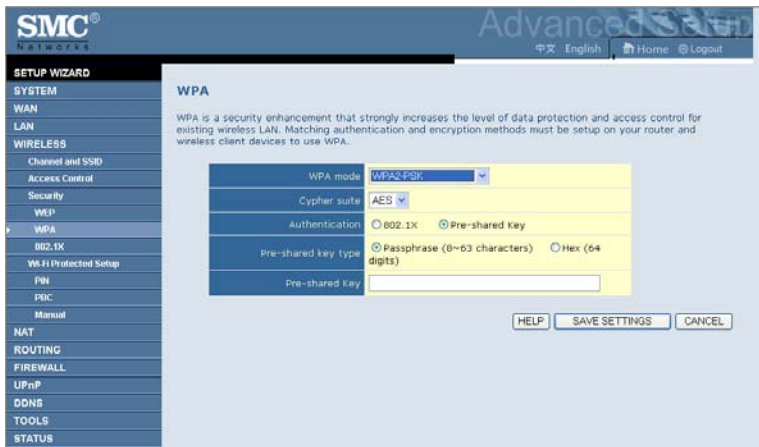 SMC®
Networks
Advanced Setup
中文 English Home Logout
SETUP WIZARD
SYSTEM
WAN
LAN
WIRELESS
Channel and SSID
Access Control
Security
WEP
WPA
802.1X
Wi-Fi Protected Setup
PIN
PBC
Manual
NAT
ROUTING
FIREWALL
UPnP
DDNS
TOOLS
STATUS
WPA
WPA is a security enhancement that strongly increases the level of data protection and access control for
existing wireless LAN. Matching authentication and encryption methods must be setup on your router and
wireless client devices to use WPA.
WPA mode WPA2-PSK
Cypher suite AES
Authentication 802.1X Pre-shared Key
Pre-shared key type Passphrase (8~63 characters) Hex (64
digits)
Pre-shared Key
HELP SAVE SETTINGS CANCEL